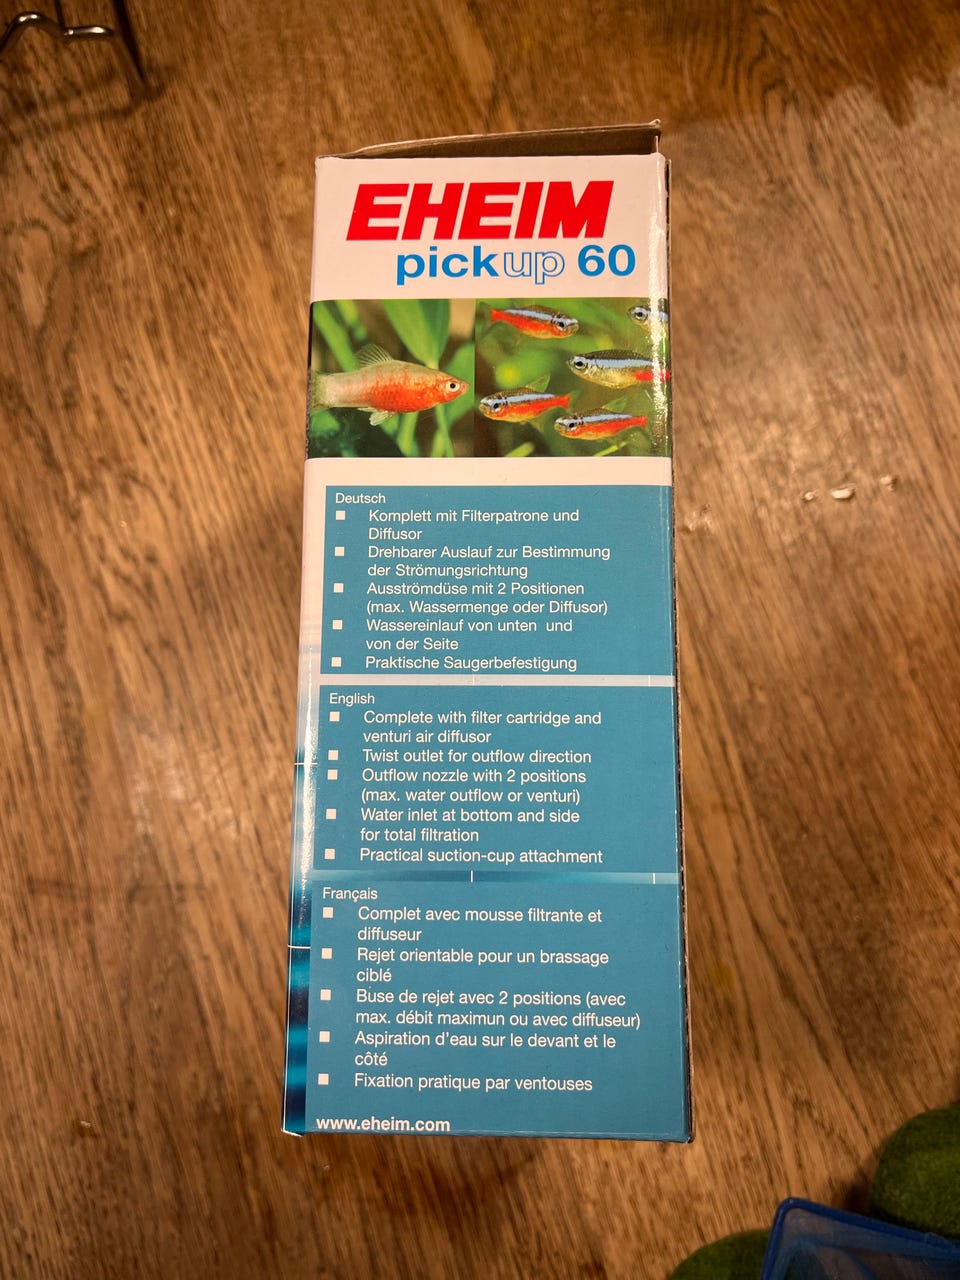 EHEIM
pickup 60
Deutsch
■ Komplett mit Filterpatrone und
Diffusor
■ Drehbarer Auslauf zur Bestimmung
der Strömungsrichtung
■ Ausströmdüse mit 2 Positionen
(max. Wassermenge oder Diffusor)
■ Wassereinlauf von unten und
von der Seite
■ Praktische Saugerbefestigung
English
■ Complete with filter cartridge and
venturi air diffusor
■ Twist outlet for outflow direction
■ Outflow nozzle with 2 positions
(max. water outflow or venturi)
■ Water inlet at bottom and side
for total filtration
■ Practical suction-cup attachment
Français
■ Complet avec mousse filtrante et
diffuseur
■ Rejet orientable pour un brassage
ciblé
■ Buse de rejet avec 2 positions (avec
max. débit maximun ou avec diffuseur)
■ Aspiration d'eau sur le devant et le
côté
■ Fixation pratique par ventouses
www.eheim.com